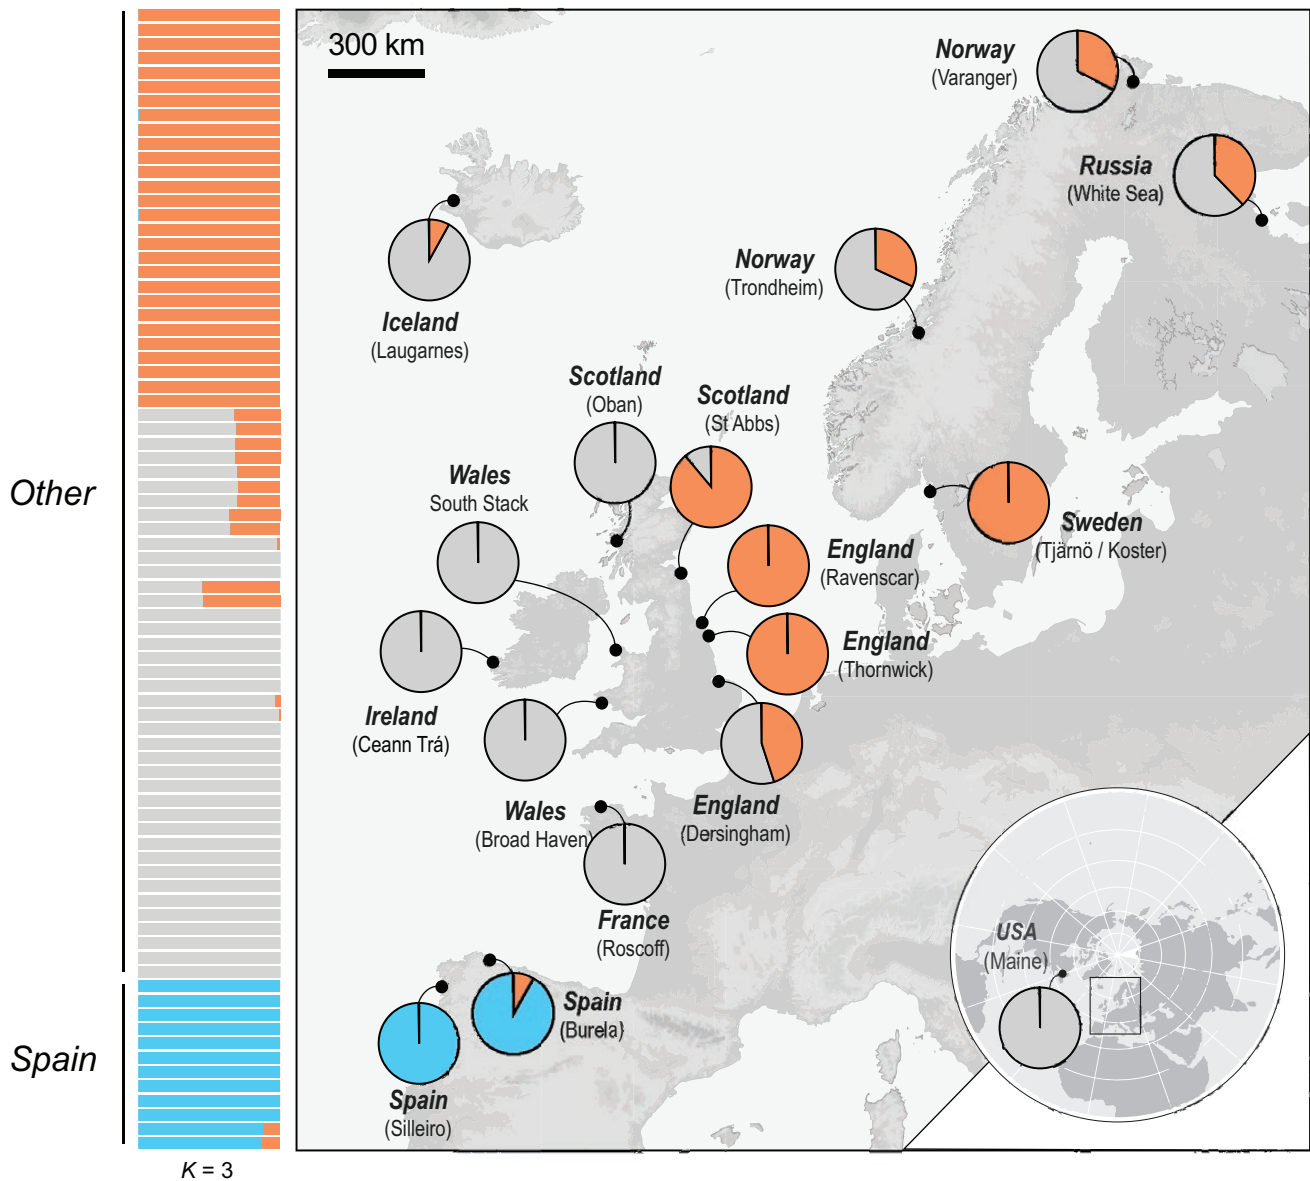 Other
Spain
K = 3
300 km
Norway
(Varanger)
Russia
(White Sea)
Norway
(Trondheim)
Iceland
(Laugarnes)
Scotland
(Oban)
Scotland
(St Abbs)
Wales
South Stack
Sweden
(Tjärnö / Koster)
England
(Ravenscar)
England
(Thornwick)
Ireland
(Ceann Trá)
Wales
(Broad Haven)
England
(Dersingham)
France
(Roscoff)
USA
(Maine)
Spain
(Burela)
Spain
(Silleiro)